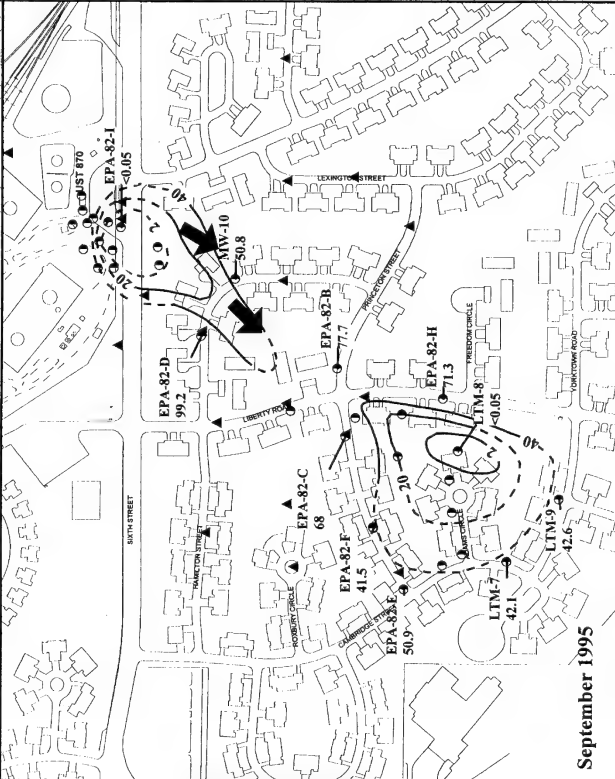 UST 870
EPA-82-I
<0.05
40
2
20
MW-10
50.8
LEXINGTON STREET
PRINCETON STREET
EPA-82-D
99.2
EPA-82-B
77.7
LIBERTY ROAD
SIXTH STREET
HAMILTON STREET
ROXBURY CIRCLE
EPA-82-C
68
EPA-82-H
71.3
FREEDOM CIRCLE
LTM-8
<0.05
YORKTOWN ROAD
EPA-82-F
41.5
20
2
40
EPA-82-E
50.9
CAMBRIDGE STREET
CIRCLE
LTM-7
42.1
LTM-9
42.6
September 1995